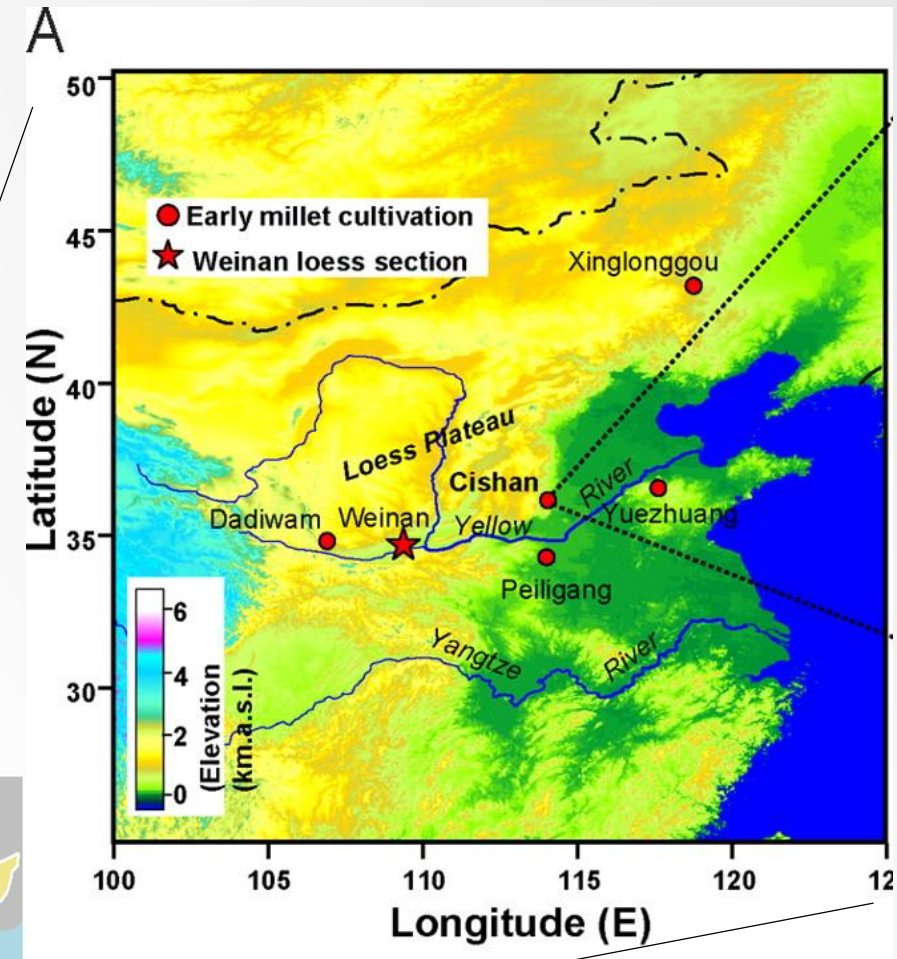 A
50
Early millet cultivation
Weinan loess section
45
Xinglonggou
40
Loess Plateau
Cishan
River
Dadiwam
Weinan
Yellow
Yuezhuang
35
Peiligang
Yangtze
River
30
6
4
2
0
(Elevation
(km.a.s.l.)
Latitude (N)
100 105 110 115 120 12
Longitude (E)